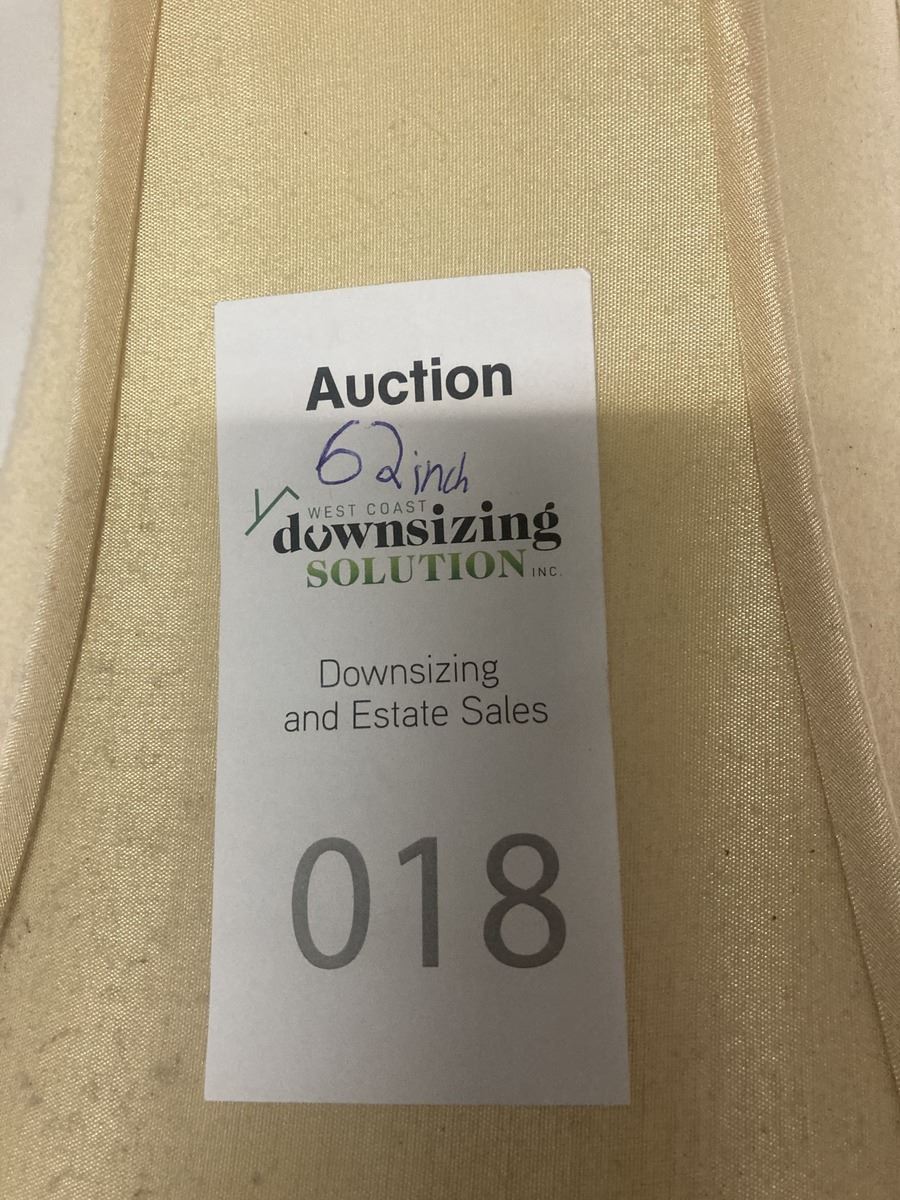 Auction
62 inch
WEST COAST
downsizing
SOLUTION INC.
Downsizing
and Estate Sales
018